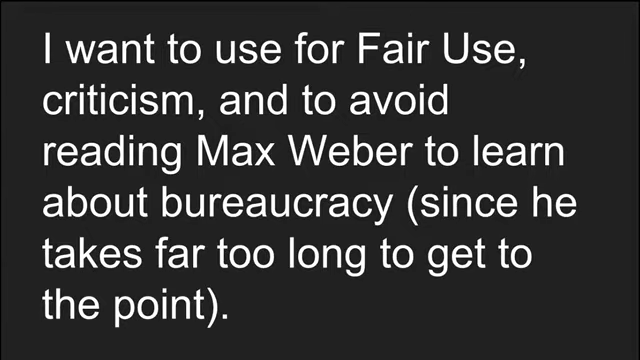 I want to use for Fair Use,
criticism, and to avoid
reading Max Weber to learn
about bureaucracy (since he
takes far too long to get to
the point).